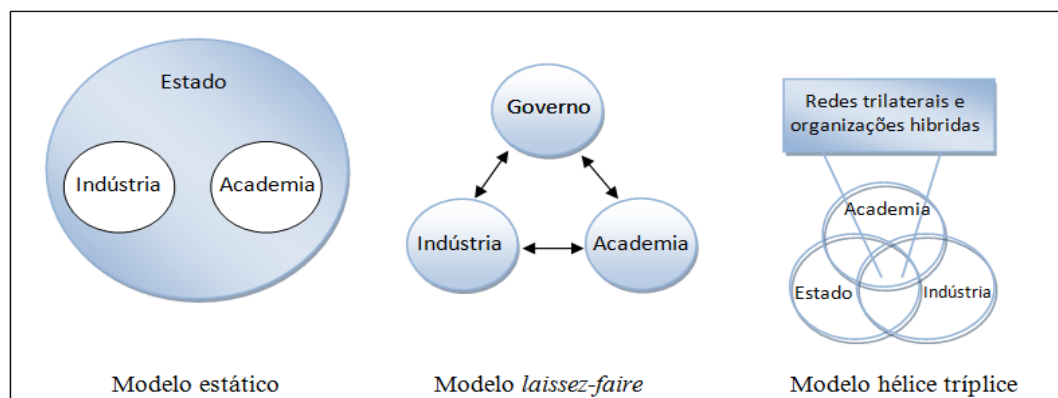 Estado
Indústria
Academia
Modelo estático
Governo
Indústria
Academia
Modelo laissez-faire
Redes trilaterais e
organizações hibridas
Academia
Estado
Indústria
Modelo hélice tríplice